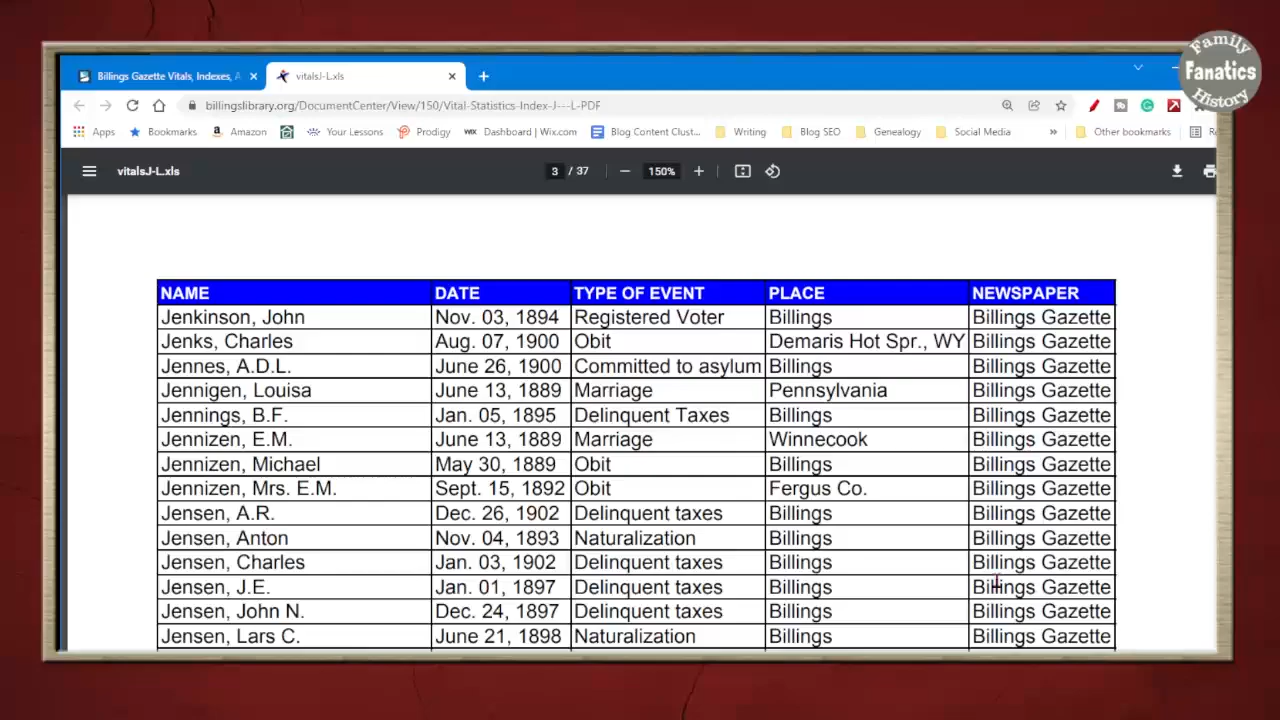 Family
Fanatics
History
Billings Gazette Vitals, Indexes, A
vitalsJ-L.xls
billingslibrary.org/DocumentCenter/View/150/Vital-Statistics-Index-J---L-PDF
Apps Bookmarks Amazon Your Lessons Prodigy WIX Dashboard | Wix.com Blog Content Clust... Writing Blog SEO Genealogy Social Media » Other bookmarks
vitalsJ-L.xls 3 / 37 150%
NAME DATE TYPE OF EVENT PLACE NEWSPAPER
Jenkinson, John Nov. 03, 1894 Registered Voter Billings Billings Gazette
Jenks, Charles Aug. 07, 1900 Obit Demaris Hot Spr., WY Billings Gazette
Jennes, A.D.L. June 26, 1900 Committed to asylum Billings Billings Gazette
Jennigen, Louisa June 13, 1889 Marriage Pennsylvania Billings Gazette
Jennings, B.F. Jan. 05, 1895 Delinquent Taxes Billings Billings Gazette
Jennizen, E.M. June 13, 1889 Marriage Winnecook Billings Gazette
Jennizen, Michael May 30, 1889 Obit Billings Billings Gazette
Jennizen, Mrs. E.M. Sept. 15, 1892 Obit Fergus Co. Billings Gazette
Jensen, A.R. Dec. 26, 1902 Delinquent taxes Billings Billings Gazette
Jensen, Anton Nov. 04, 1893 Naturalization Billings Billings Gazette
Jensen, Charles Jan. 03, 1902 Delinquent taxes Billings Billings Gazette
Jensen, J.E. Jan. 01, 1897 Delinquent taxes Billings Billings Gazette
Jensen, John N. Dec. 24, 1897 Delinquent taxes Billings Billings Gazette
Jensen, Lars C. June 21, 1898 Naturalization Billings Billings Gazette